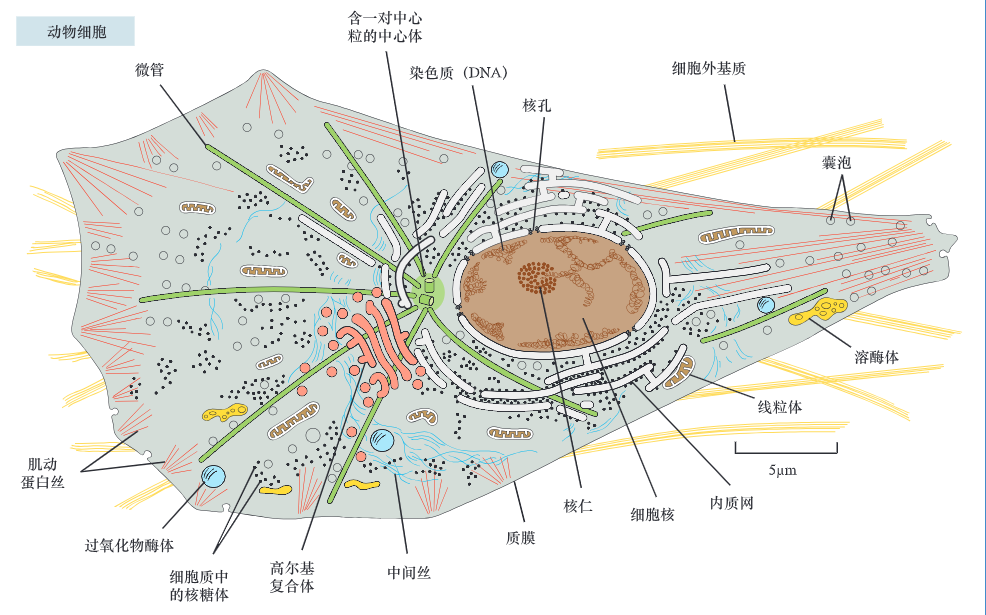 动物细胞
含一对中心
粒的中心体
微管
染色质（DNA）
细胞外基质
核孔
囊泡
溶酶体
线粒体
5μm
肌动
蛋白丝
核仁
细胞核
内质网
质膜
过氧化物酶体
细胞质中
的核糖体
高尔基
复合体
中间丝